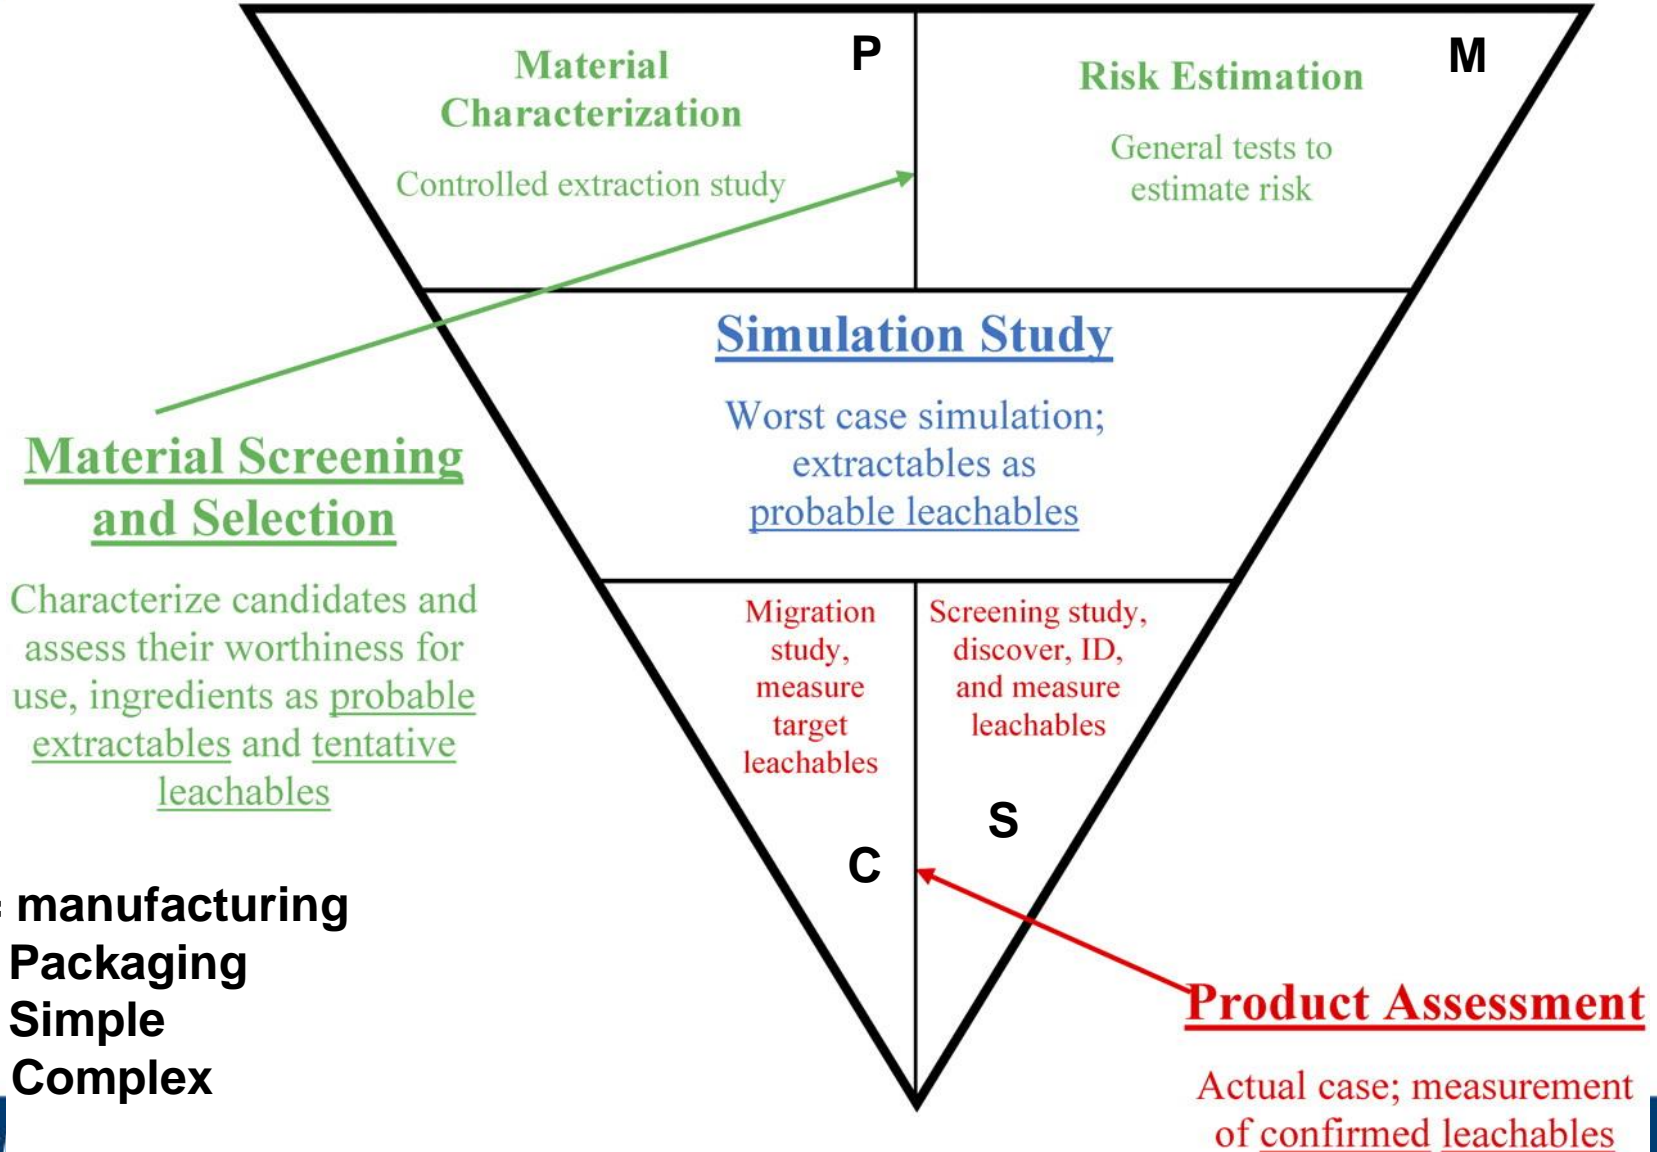 P
M
Material
Characterization
Controlled extraction study
Risk Estimation
General tests to
estimate risk
Simulation Study
Worst case simulation;
extractables as
probable leachables
Material Screening
and Selection
Characterize candidates and
assess their worthiness for
use, ingredients as probable
extractables and tentative
leachables
Migration
study,
measure
target
leachables
Screening study,
discover, ID,
and measure
leachables
S
C
= manufacturing
Packaging
Simple
Complex
Product Assessment
Actual case; measurement
of confirmed leachables